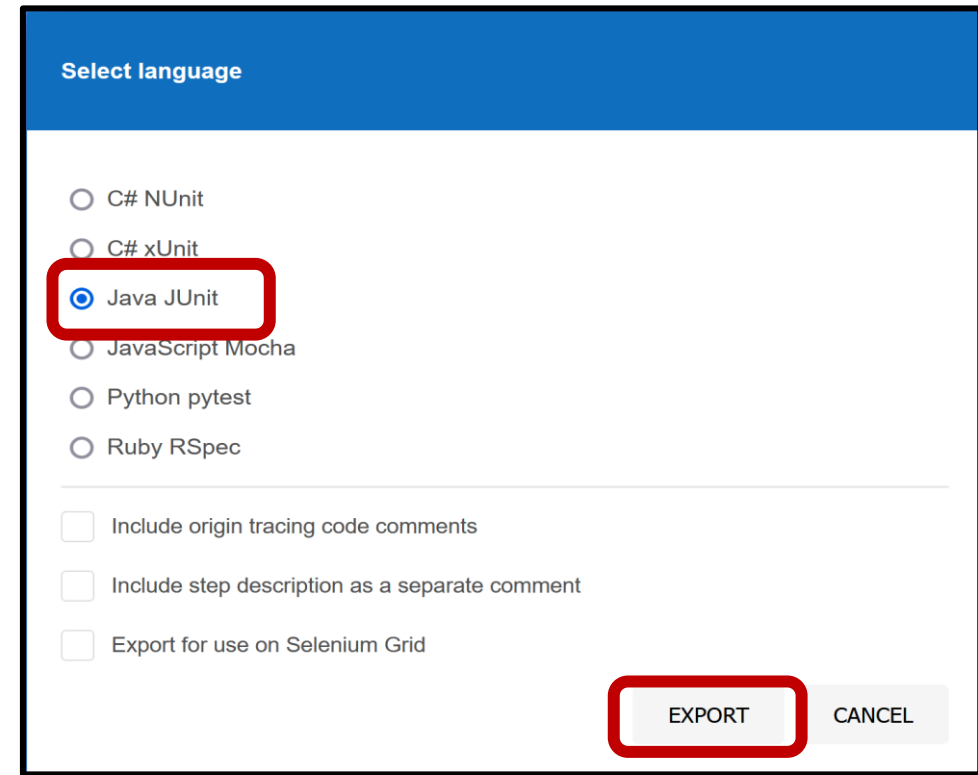 Select language
C# NUnit
C# xUnit
Java JUnit
JavaScript Mocha
Python pytest
Ruby RSpec
Include origin tracing code comments
Include step description as a separate comment
Export for use on Selenium Grid
EXPORT CANCEL